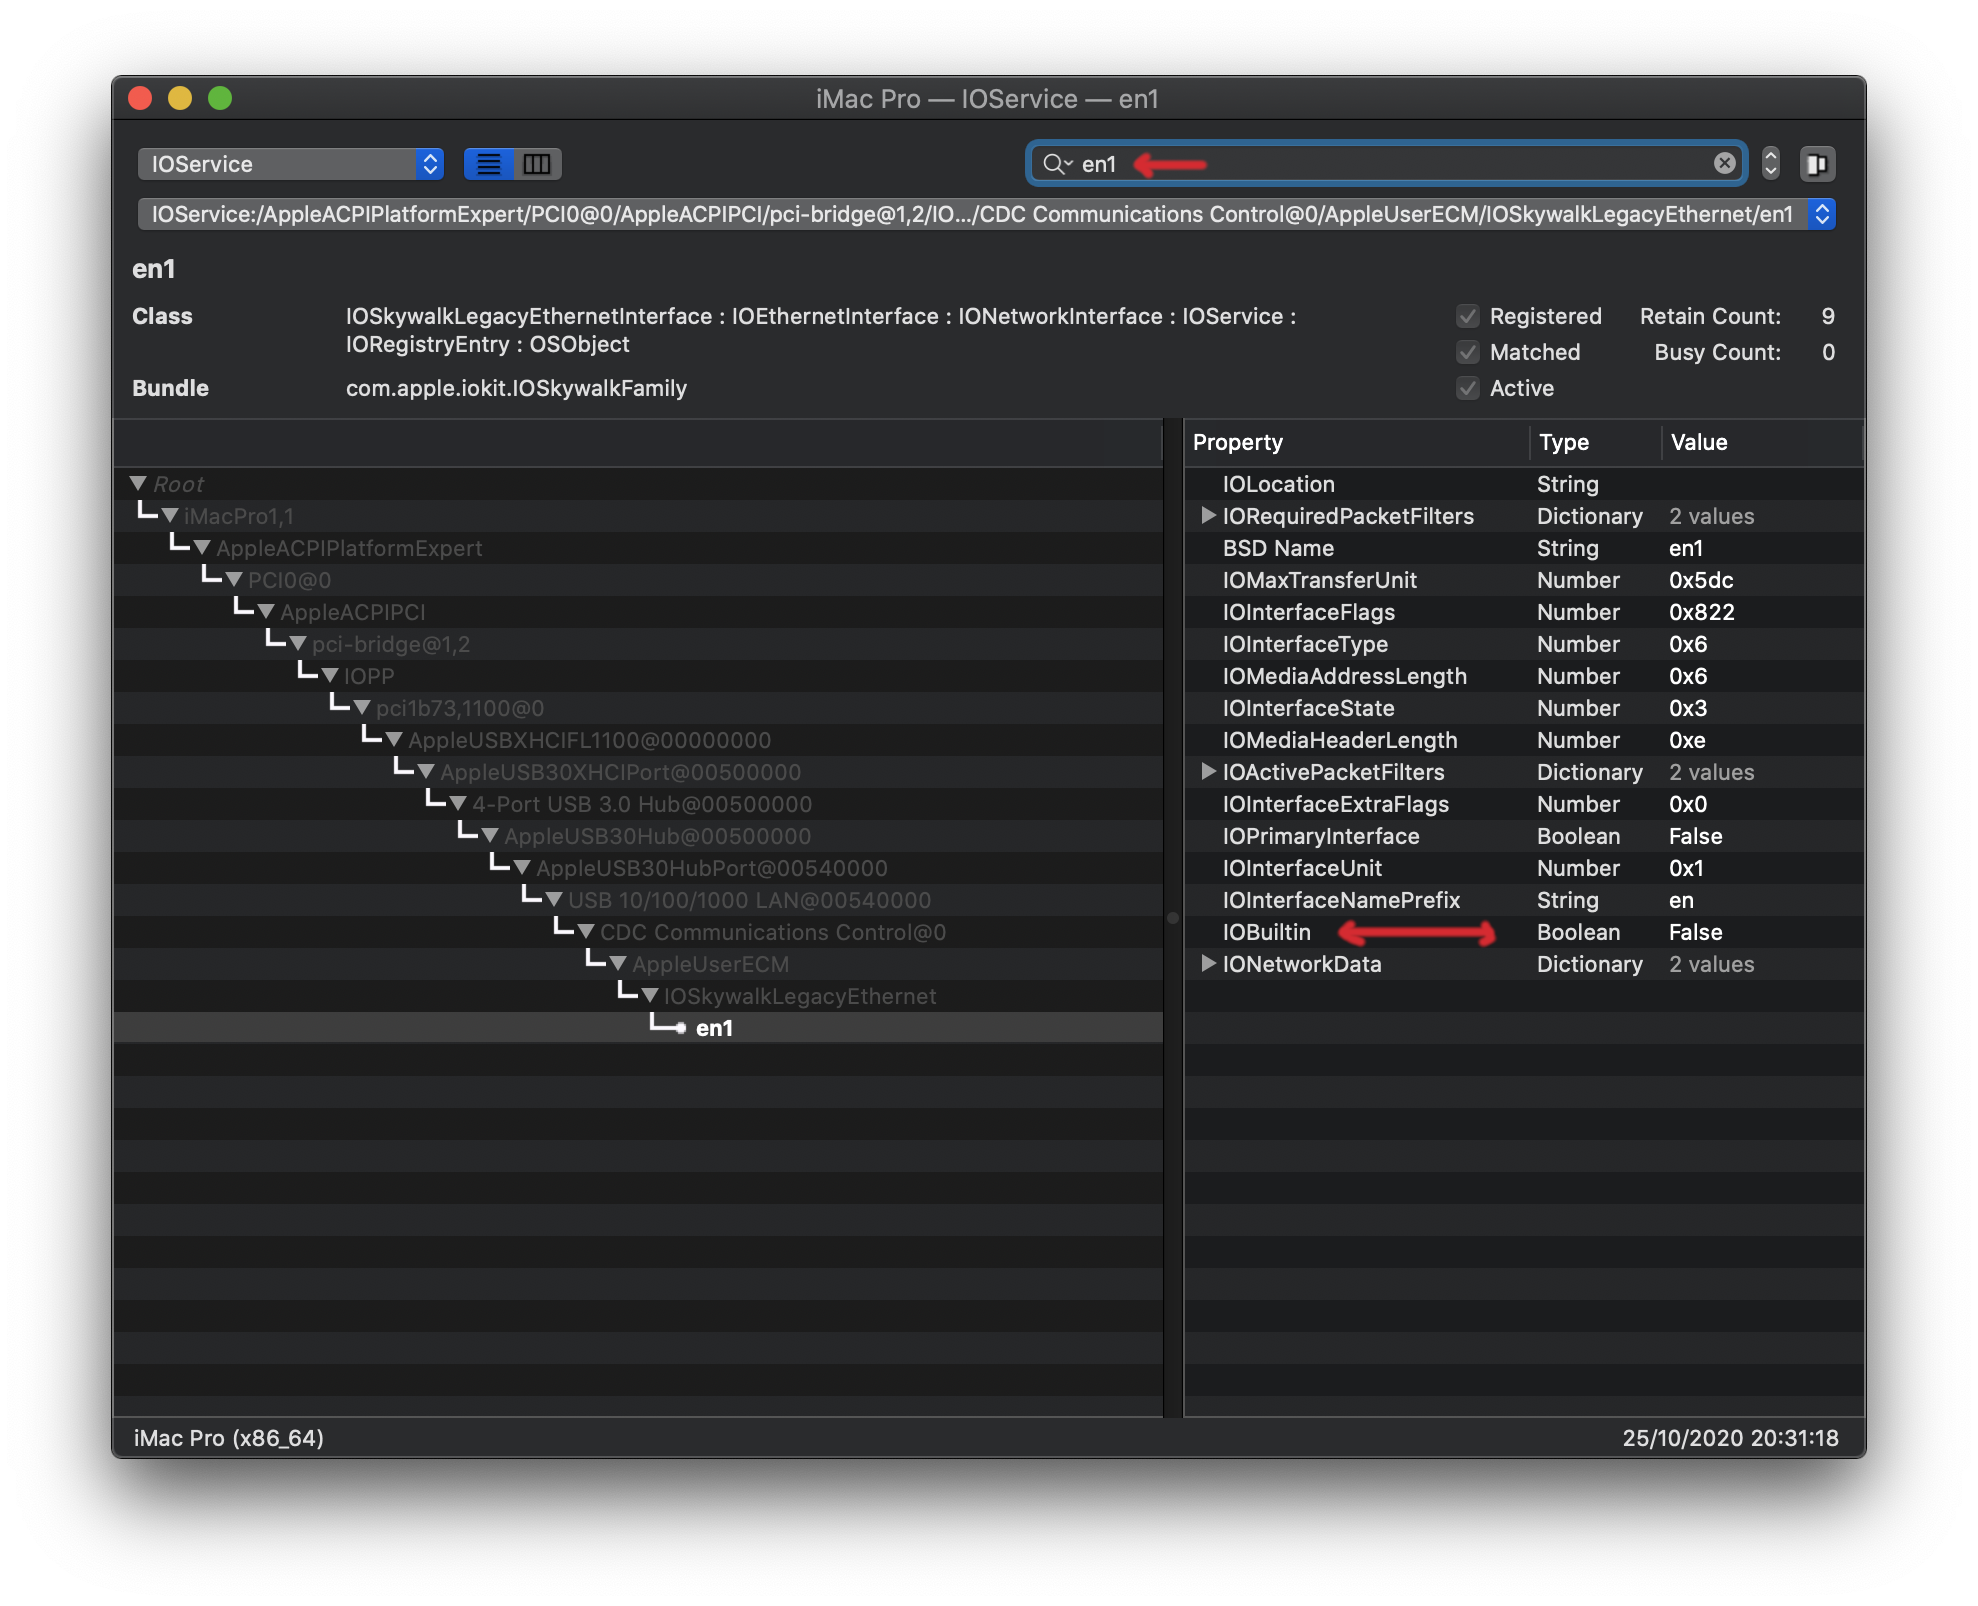 iMac Pro — IOService — en1
IOService
en1
IOService:/AppleACPIPlatformExpert/PCI0@0/AppleACPIPCI/pci-bridge@1,2/IO.../CDC Communications Control@0/AppleUserECM/IOSkywalkLegacyEthernet/en1
en1
Class IOSkywalkLegacyEthernetInterface : IOEthernetInterface : IONetworkInterface : IOService :
IORegistryEntry : OSObject
Bundle com.apple.iokit.IOSkywalkFamily
Registered Retain Count: 9
Matched Busy Count: 0
Active
Root
iMacPro1,1
AppleACPIPlatformExpert
PCI0@0
AppleACPIPCI
pci-bridge@1,2
IOPP
pci1b73,1100@0
AppleUSBXHCIFL1100@00000000
AppleUSB30XHCIPort@00500000
4-Port USB 3.0 Hub@00500000
AppleUSB30Hub@00500000
AppleUSB30HubPort@00540000
USB 10/100/1000 LAN@00540000
CDC Communications Control@0
AppleUserECM
IOSkywalkLegacyEthernet
en1
Property Type Value
IOLocation String
IORequiredPacketFilters Dictionary 2 values
BSD Name String en1
IOMaxTransferUnit Number 0x5dc
IOInterfaceFlags Number 0x822
IOInterfaceType Number 0x6
IOMediaAddressLength Number 0x6
IOInterfaceState Number 0x3
IOMediaHeaderLength Number 0xe
IOActivePacketFilters Dictionary 2 values
IOInterfaceExtraFlags Number 0x0
IOPrimaryInterface Boolean False
IOInterfaceUnit Number 0x1
IOInterfaceNamePrefix String en
IOBuiltin Boolean False
IONetworkData Dictionary 2 values
iMac Pro (x86_64)
25/10/2020 20:31:18